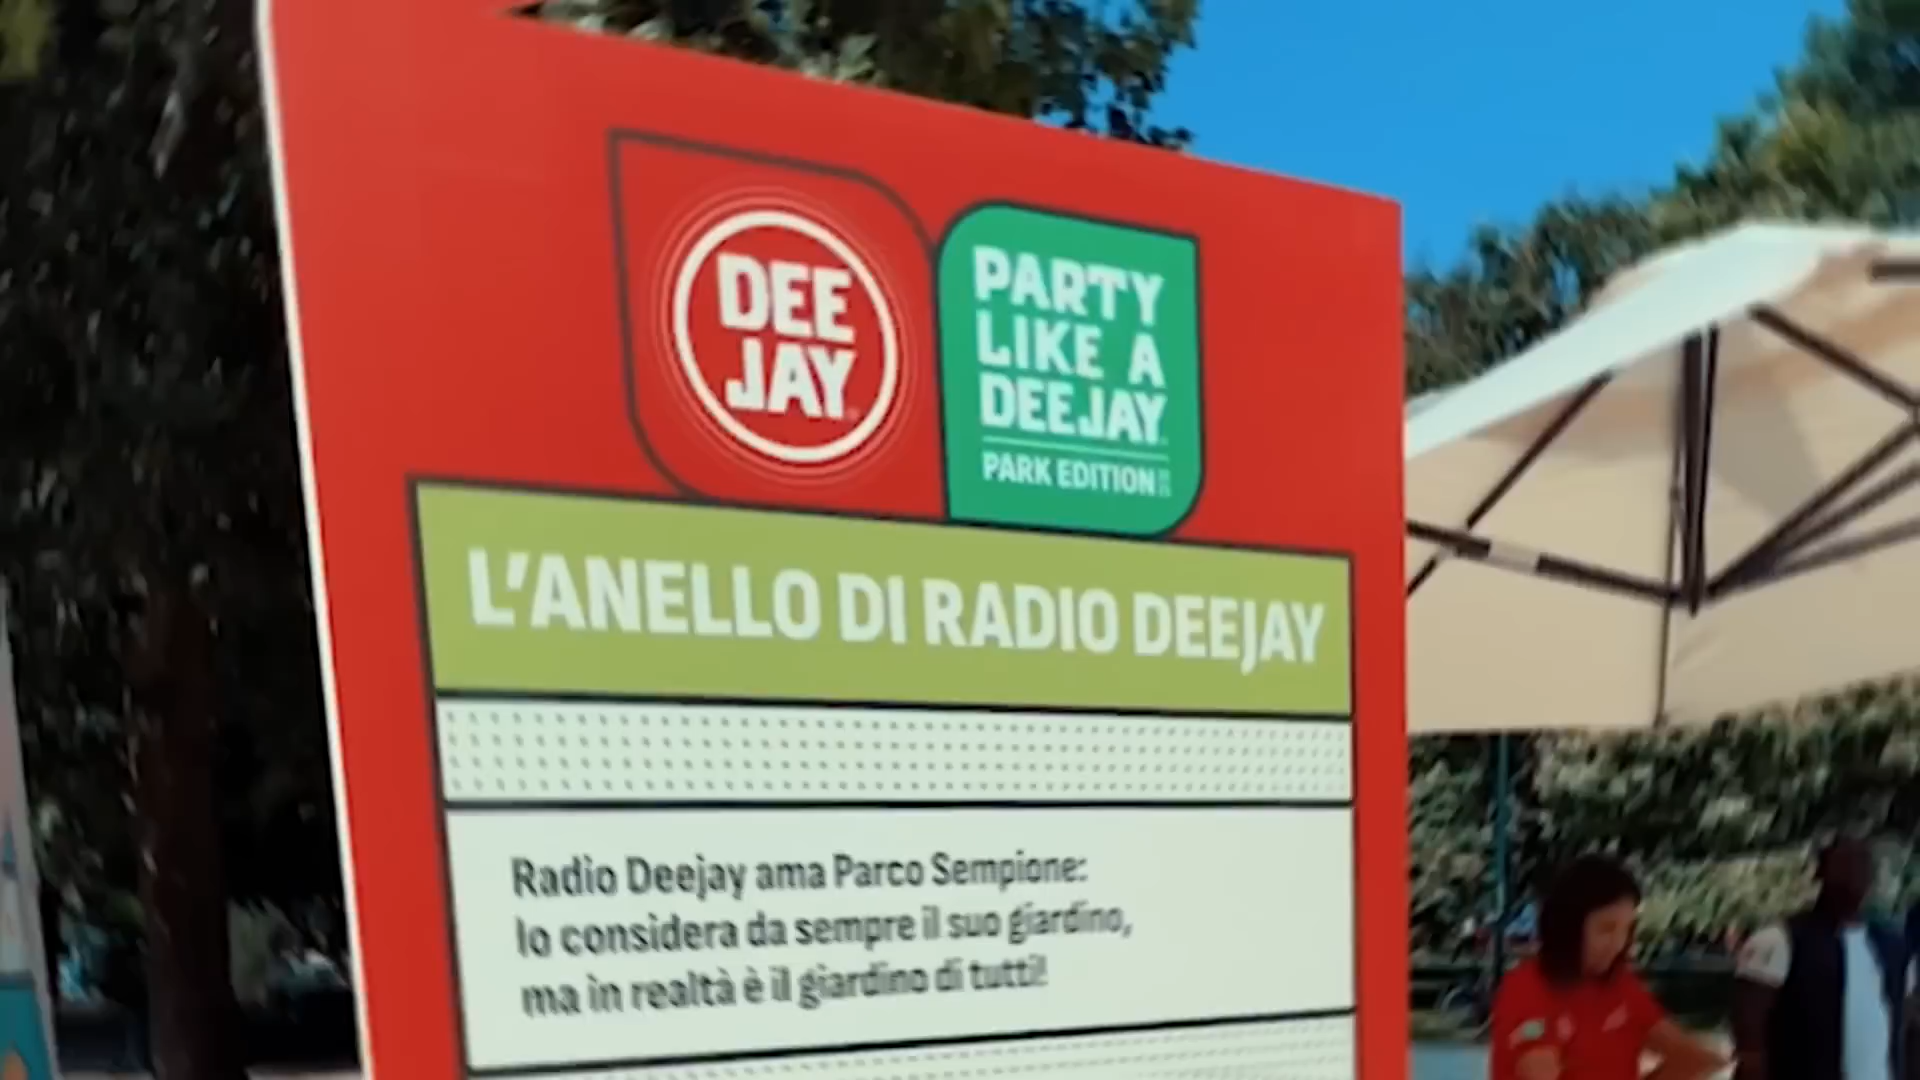 DEE
JAY
PARTY
LIKE A
DEEJAY
PARK EDITION
L'ANELLO DI RADIO DEEJAY
Radio Deejay ama Parco Sempione:
lo considera da sempre il suo giardino,
ma in realtà è il giardino di tutti!